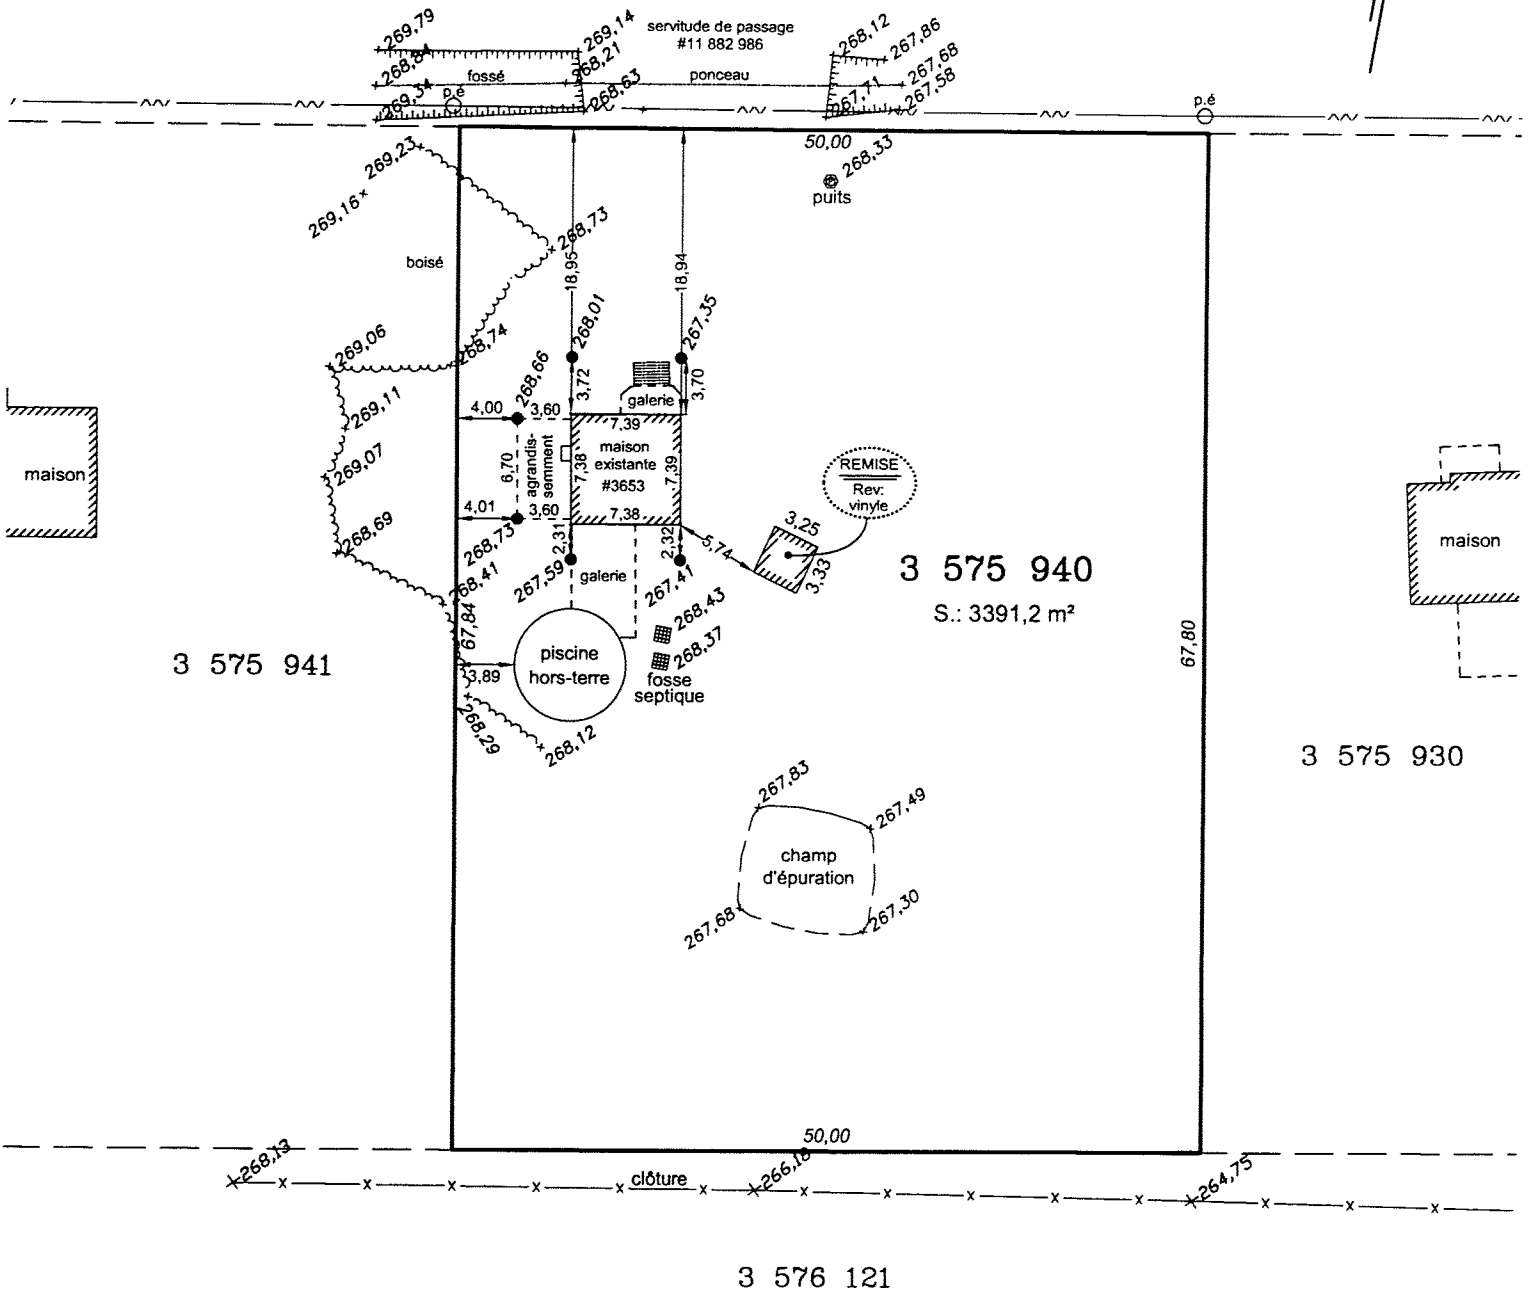 269,79
269,14
servitude de passage
#11 882 986
268,12
267,86
268,84
268,21
fossé
ponceau
267,68
269,34
p.é
268,63
267,71
267,58
p.é
50,00
269,23
268,33
puits
269,16
268,73
boisé
18,95
18,94
268,01
267,35
269,06
268,74
268,66
3,72
3,70
galerie
269,11
4,00
3,60
7,39
maison
existante
#3653
7,38
7,39
7,38
agrandis-
semment
6,70
maison
269,07
4,01
3,60
REMISE
Rev:
vinyle
maison
268,69
268,73
2,31
2,32
5,74
3,25
3,33
3 575 940
S.: 3391,2 m²
267,59
galerie
267,41
268,41
67,84
268,43
268,37
67,80
3 575 941
piscine
hors-terre
3,89
fosse
septique
268,29
268,12
3 575 930
267,83
267,49
champ
d'épuration
267,68
267,30
50,00
268,13
clôture
266,18
264,75
3 576 121